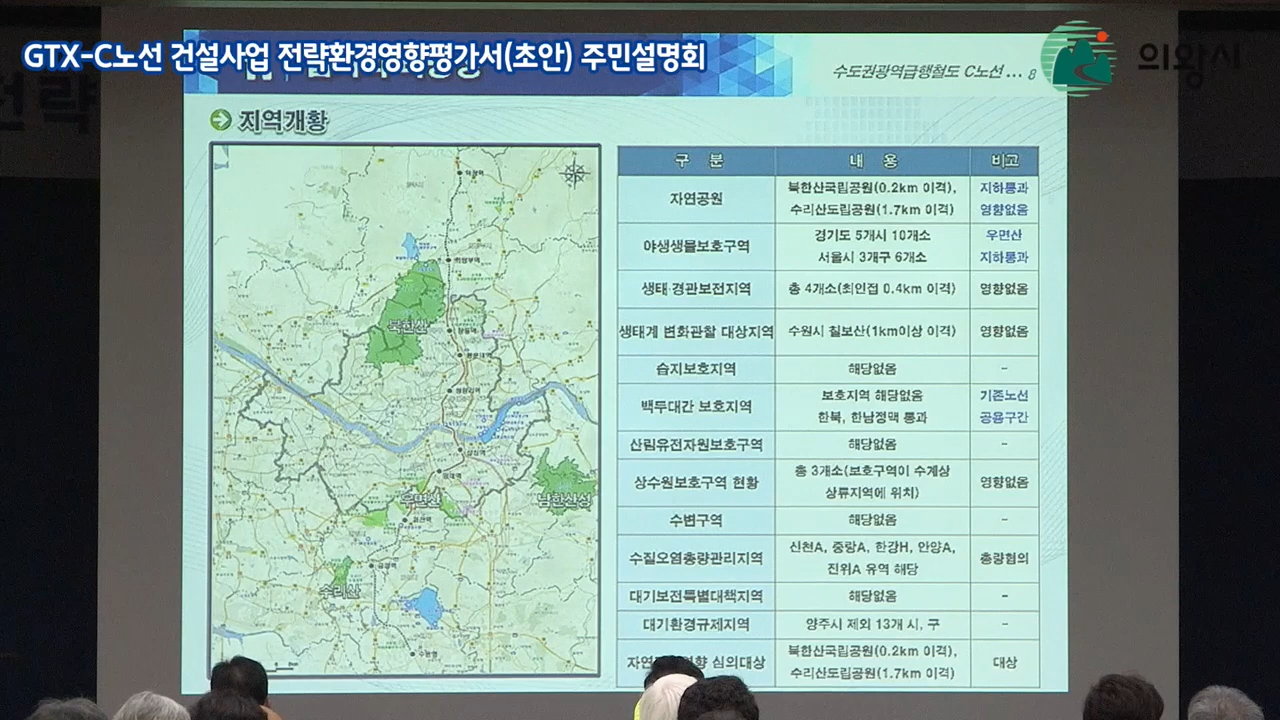 GTX-C노선 건설사업 전략환경영향평가서(초안) 주민설명회
수도권광역급행철도 C노선 ... 8
의왕시
전략
지역개황
북한산
우면산
남한산성
수리산
구 분 내 용 비고
자연공원 북한산국립공원(0.2km 이격), 지하통과
수리산도립공원(1.7km 이격) 영향없음
야생생물보호구역 경기도 5개시 10개소 우면산
서울시 3개구 6개소 지하통과
생태·경관보전지역 총 4개소(최인접 0.4km 이격) 영향없음
생태계 변화관찰 대상지역 수원시 칠보산(1km이상 이격) 영향없음
습지보호지역 해당없음 -
백두대간 보호지역 보호지역 해당없음 기존노선
한북, 한남정맥 통과 공용구간
산림유전자원보호구역 해당없음 -
상수원보호구역 현황 총 3개소(보호구역이 수계상 영향없음
상류지역에 위치)
수변구역 해당없음 -
수질오염총량관리지역 신천A, 중랑A, 한강H, 안양A, 총량협의
진위A 유역 해당
대기보전특별대책지역 해당없음 -
대기환경규제지역 양주시 제외 13개 시, 구 -
자연 향 심의대상 북한산국립공원(0.2km 이격), 대상
수리산도립공원(1.7km 이격)